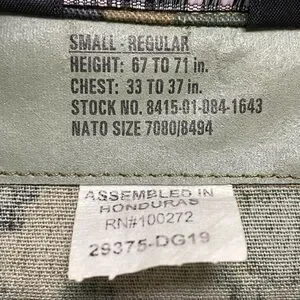 SMALL - REGULAR
HEIGHT: 67 TO 71 in.
CHEST: 33 TO 37 in.
STOCK NO. 8415-01-084-1643
NATO SIZE 7080/8494
ASSEMBLED IN
HONDURAS
RN#100272
29375-DG19